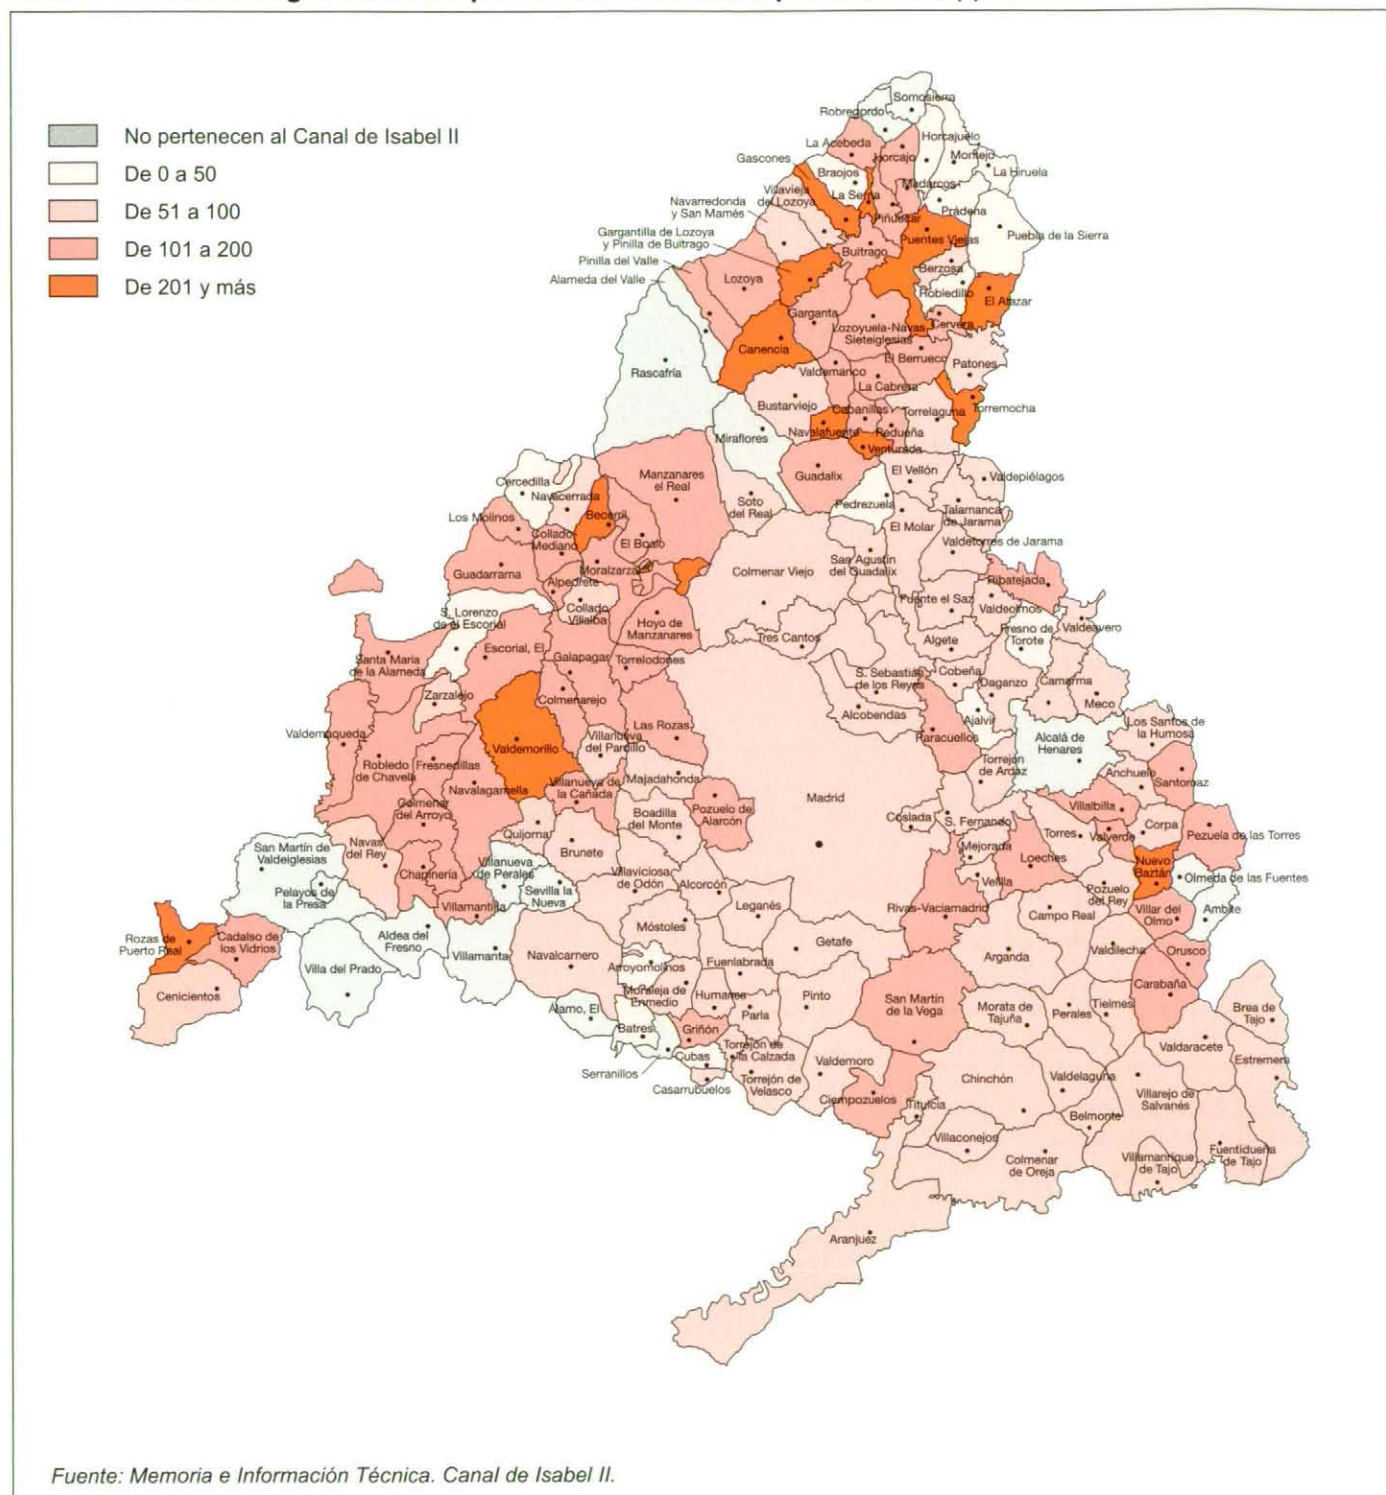 No pertenecen al Canal de Isabel II
De 0 a 50
De 51 a 100
De 101 a 200
De 201 y más
Somosierra
Robregordo
La Acebeda
Horcajuelo
Horcajo
Montejo
La Hiruela
Gascones
Braojos
Madarcos
Villavieja
de Lozoya
La Serna
Prádena
Navarredonda
y San Mamés
Piñuécar
Puentes Viejas
Puebla de la Sierra
Gargantilla de Lozoya
y Pinilla de Buitrago
Buitrago
Pinilla del Valle
Berzosa
Alameda del Valle
Lozoya
Robledillo
El Atazar
Garganta
Cervera
Lozoyuela-Navas
Sieteiglesias
Canencia
El Berrueco
Patones
Rascafría
Valdemanco
La Cabrera
Bustarviejo
Cabanillas
Torrelaguna
Torremocha
Miraflores
Navalafuente
Redueña
Venturada
Manzanares
el Real
Guadalix
El Vellón
Valdepiélagos
Cercedilla
Navacerrada
Soto
del Real
Pedrezuela
Los Molinos
Becerril
Talamanca
de Jarama
El Molar
Collado-
Mediano
El Boalo
Valdetorres de Jarama
Guadarrama
Moralzarzal
Colmenar Viejo
San Agustín
del Guadalix
Alpedrete
Ribatejada
Collado
Villalba
Fuente el Saz
Valdeolmos
S. Lorenzo
de el Escorial
Hoyo de
Manzanares
Fresno de
Torote
Valdeavero
Tres Cantos
Algete
Escorial, El
Galapagar
Torrelodones
Santa María
de la Alameda
S. Sebastián
de los Reyes
Cobeña
Daganzo
Camarma
Zarzalejo
Colmenarejo
Meco
Alcobendas
Ajalvir
Valdemaqueda
Las Rozas
Paracuellos
Alcalá de
Henares
Los Santos de
la Humosa
Valdemorillo
Villanueva
del Pardillo
Robledo
de Chavela
Fresnedillas
Torrejón
de Ardoz
Anchuelo
Santorcaz
Navalagamella
Villanueva de
la Cañada
Majadahonda
Madrid
Colmenar
del Arroyo
Boadilla
del Monte
Pozuelo de
Alarcón
Villalbilla
Coslada
S. Fernando
Corpa
Quijorna
Torres
Valverde
Pezuela de las Torres
San Martín de
Valdeiglesias
Navas
del Rey
Brunete
Mejorada
Loeches
Villanueva
de Perales
Nuevo
Baztán
Chapinería
Villaviciosa
de Odón
Alcorcón
Velilla
Olmeda de las Fuentes
Pelayos de
la Presa
Sevilla la
Nueva
Pozuelo
del Rey
Villamantilla
Leganés
Rivas-Vaciamadrid
Campo Real
Villar del
Olmo
Ambite
Rozas de
Puerto Real
Cadalso de
los Vidrios
Aldea del
Fresno
Móstoles
Getafe
Valdilecha
Orusco
Villamanta
Navalcarnero
Arganda
Villa del Prado
Arroyomolinos
Fuenlabrada
Carabaña
Cenicientos
Moraleja de
Enmedio
Humanes
Pinto
San Martín
de la Vega
Morata de
Tajuña
Perales
Tielmes
Brea de
Tajo
Álamo, El
Parla
Batres
Griñón
Valdaracete
Cubas
Torrejón de
la Calzada
Valdemoro
Estremera
Serranillos
Casarrubuelos
Torrejón de
Velasco
Chinchón
Valdelaguna
Ciempozuelos
Titulcia
Villarejo de
Salvanés
Belmonte
Villaconejos
Fuentidueña
de Tajo
Colmenar
de Oreja
Villamanrique
de Tajo
Aranjuez
Fuente: Memoria e Información Técnica. Canal de Isabel II.